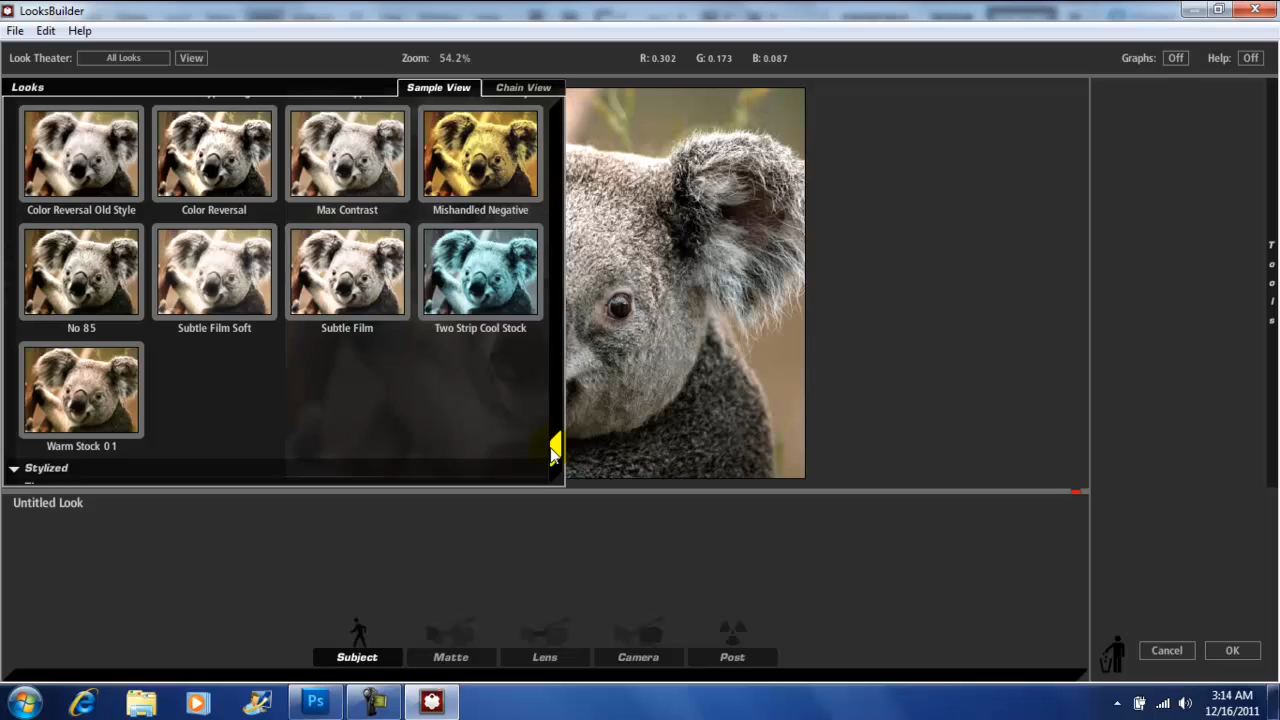 LooksBuilder
File Edit Help
Look Theater: All Looks View Zoom: 54.2% R: 0.302 G: 0.173 B: 0.087 Graphs: Off Help: Off
Looks Sample View Chain View
Color Reversal Old Style Color Reversal Max Contrast Mishandled Negative
No 85 Subtle Film Soft Subtle Film Two Strip Cool Stock
Warm Stock 01
Stylized
Tools
Untitled Look
Subject Matte Lens Camera Post Cancel OK
Ps
3:14 AM
12/16/2011